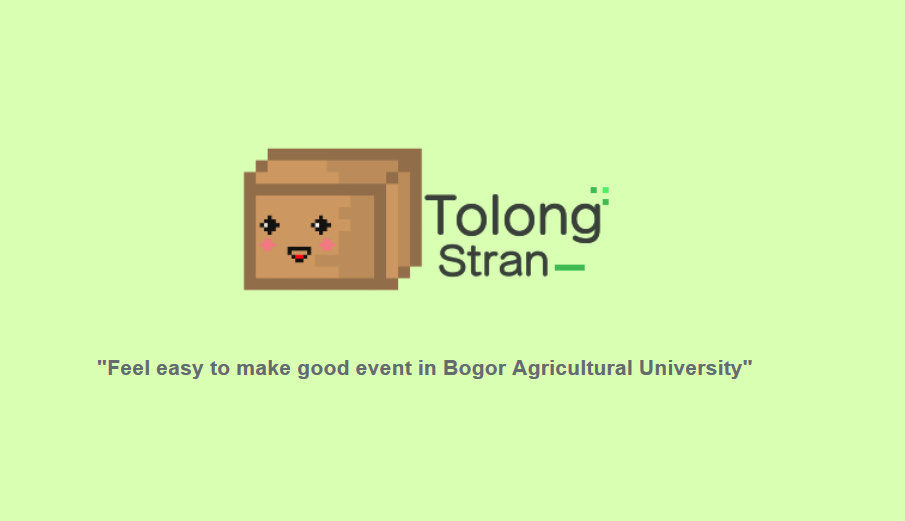 Tolong
Stran
"Feel easy to make good event in Bogor Agricultural University"